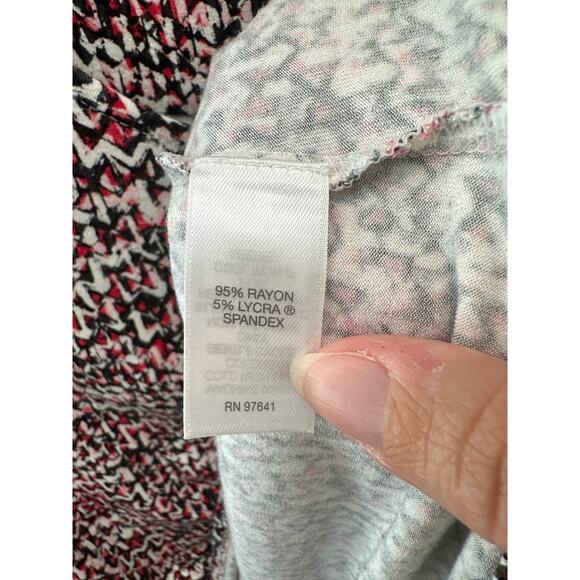 95% RAYON
5% LYCRA ®
SPANDEX
RN 97641